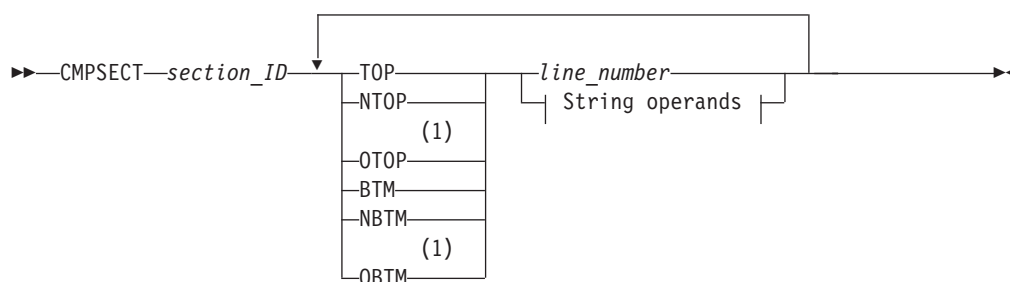 CMPSECT section_ID TOP line_number
NTOP String operands
(1)
OTOP
BTM
NBTM
(1)
OBTM